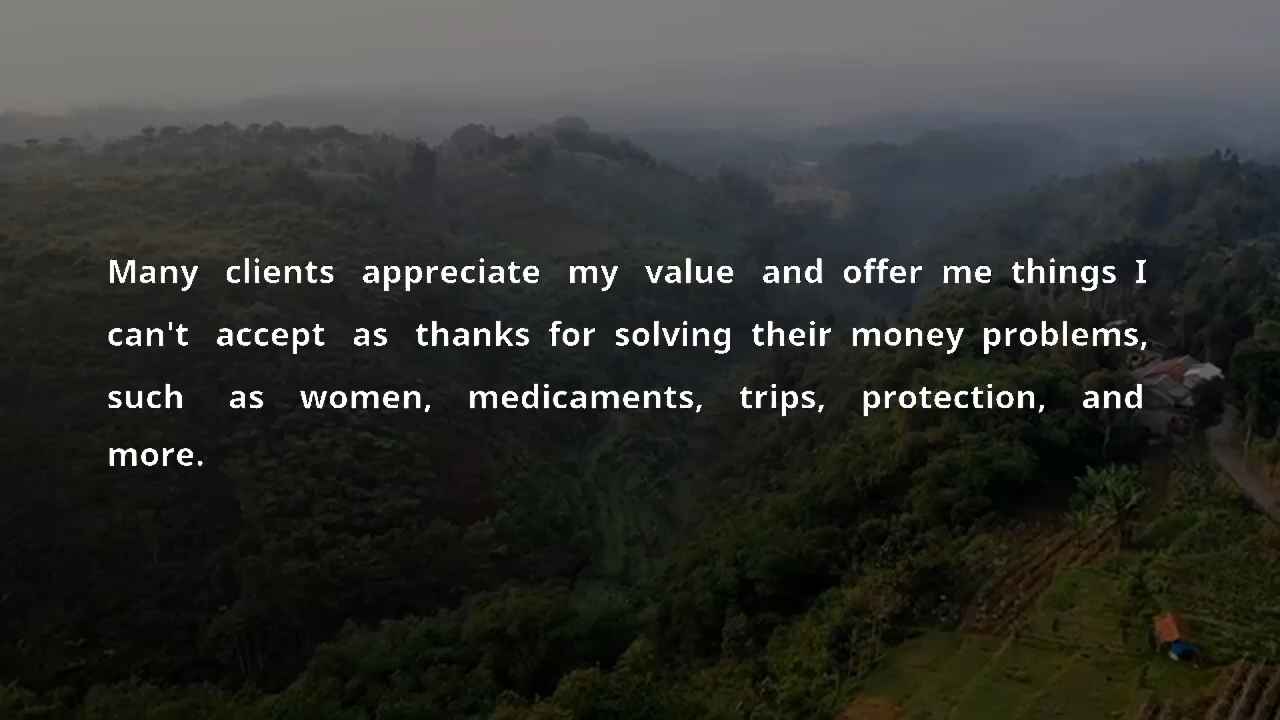 Many clients appreciate my value and offer me things I
can't accept as thanks for solving their money problems,
such as women, medicaments, trips, protection, and
more.